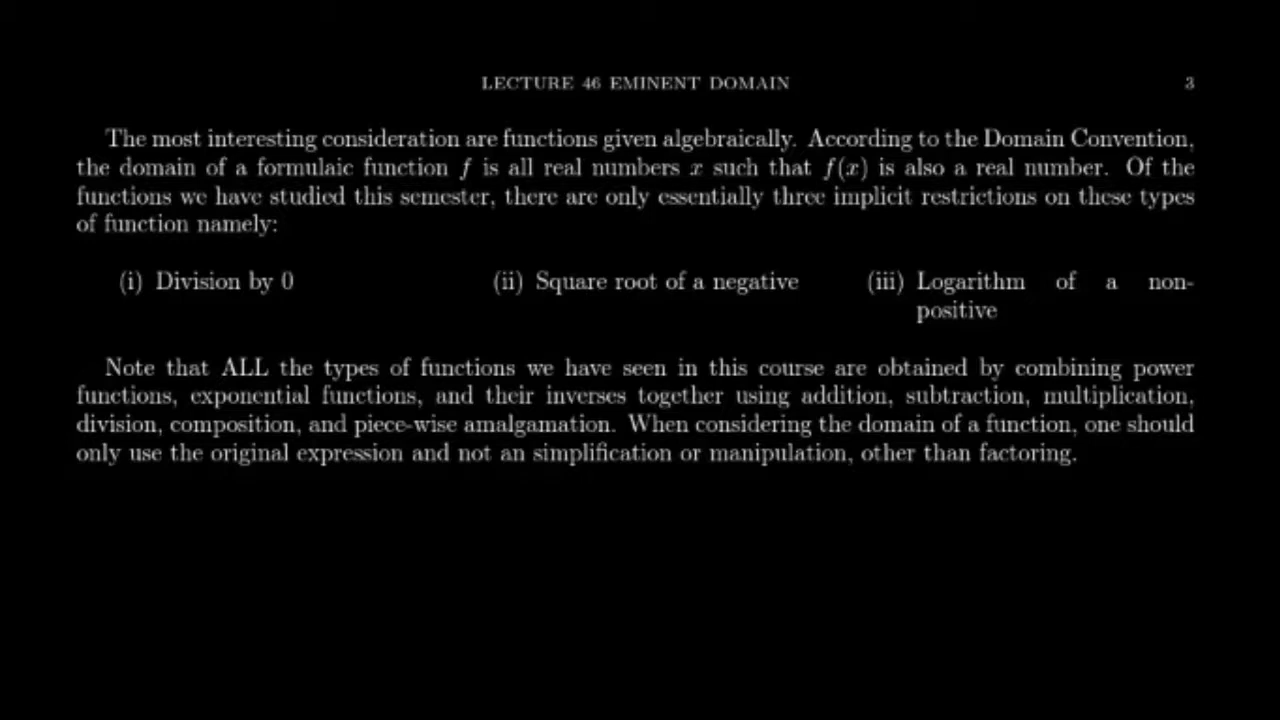 LECTURE 46 EMINENT DOMAIN 3
The most interesting consideration are functions given algebraically. According to the Domain Convention,
the domain of a formulaic function f is all real numbers x such that f(x) is also a real number. Of the
functions we have studied this semester, there are only essentially three implicit restrictions on these types
of function namely:
(i) Division by 0 (ii) Square root of a negative (iii) Logarithm of a non-
positive
Note that ALL the types of functions we have seen in this course are obtained by combining power
functions, exponential functions, and their inverses together using addition, subtraction, multiplication,
division, composition, and piece-wise amalgamation. When considering the domain of a function, one should
only use the original expression and not an simplification or manipulation, other than factoring.